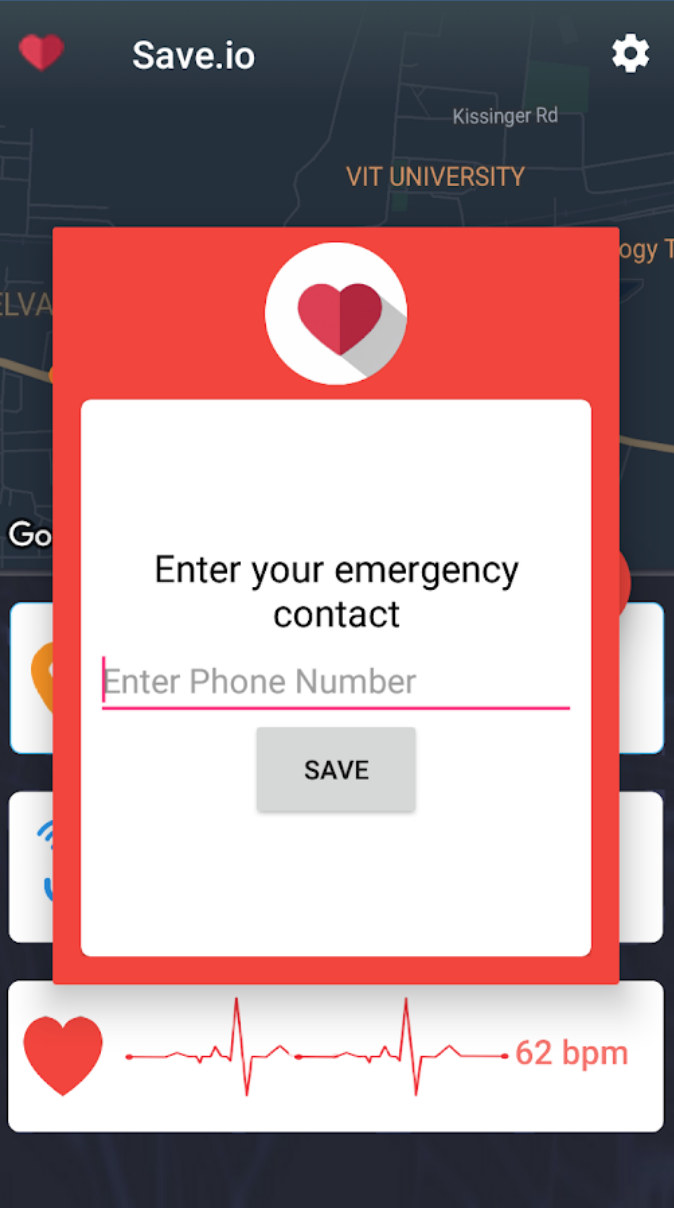 Save.io
Kissinger Rd
VIT UNIVERSITY
ogy T
ELVA
Go
Enter your emergency
contact
Enter Phone Number
SAVE
62 bpm